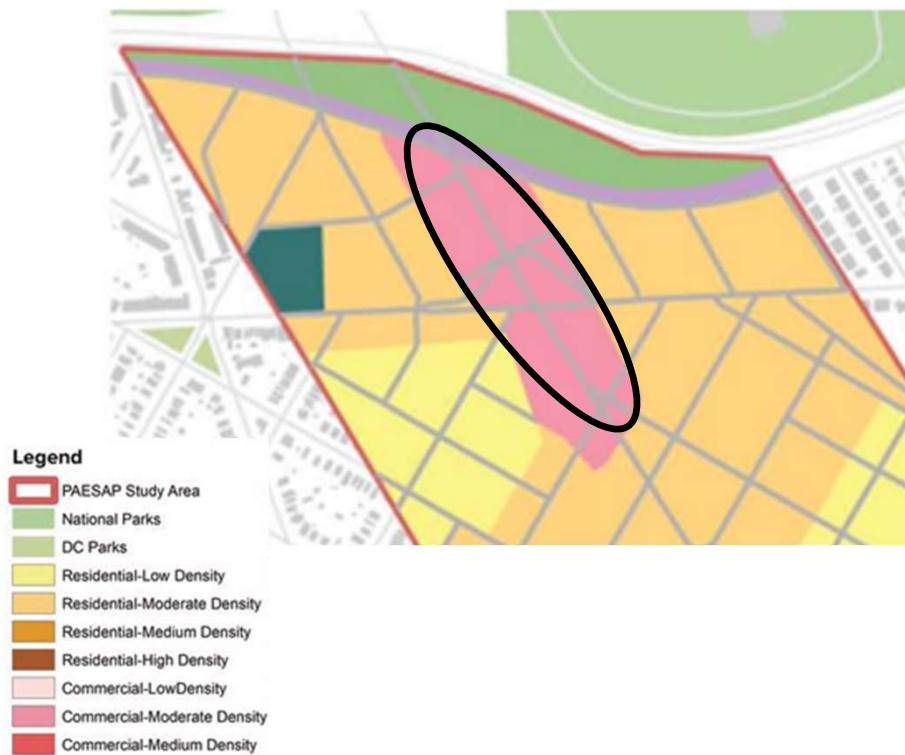 Legend
PAESAP Study Area
National Parks
DC Parks
Residential-Low Density
Residential-Moderate Density
Residential-Medium Density
Residential-High Density
Commercial-LowDensity
Commercial-Moderate Density
Commercial-Medium Density